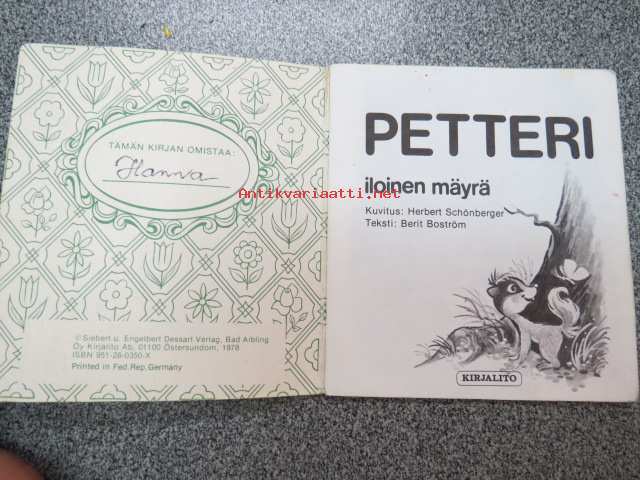 TÄMÄN KIRJAN OMISTAA:
Hanna
© Siebert u. Engelbert Dessart Verlag, Bad Aibling
Oy Kirjalito Ab, 01100 Östersundom, 1978
ISBN 951-28-0350-X
Printed in Fed.Rep.Germany
PETTERI
iloinen mäyrä
Kuvitus: Herbert Schönberger
Teksti: Berit Boström
KIRJALITO
Antikvariaatti.net